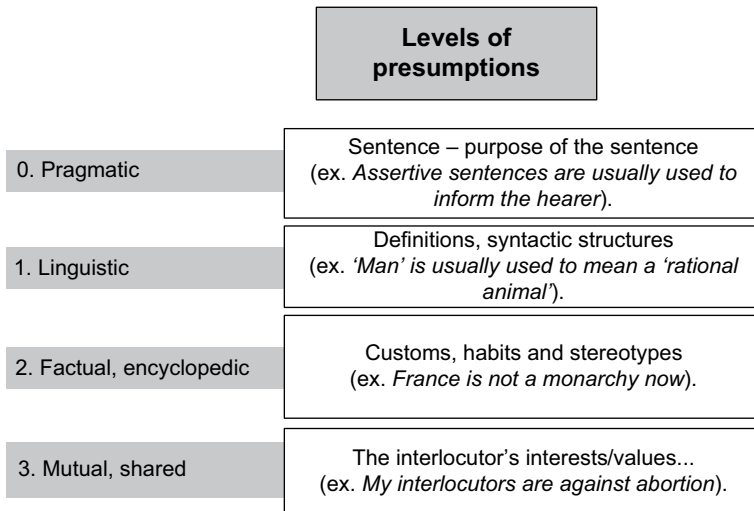 Levels of
presumptions
0. Pragmatic
Sentence – purpose of the sentence
(ex. Assertive sentences are usually used to
inform the hearer).
1. Linguistic
Definitions, syntactic structures
(ex. ‘Man’ is usually used to mean a ‘rational
animal’).
2. Factual, encyclopedic
Customs, habits and stereotypes
(ex. France is not a monarchy now).
3. Mutual, shared
The interlocutor’s interests/values...
(ex. My interlocutors are against abortion).